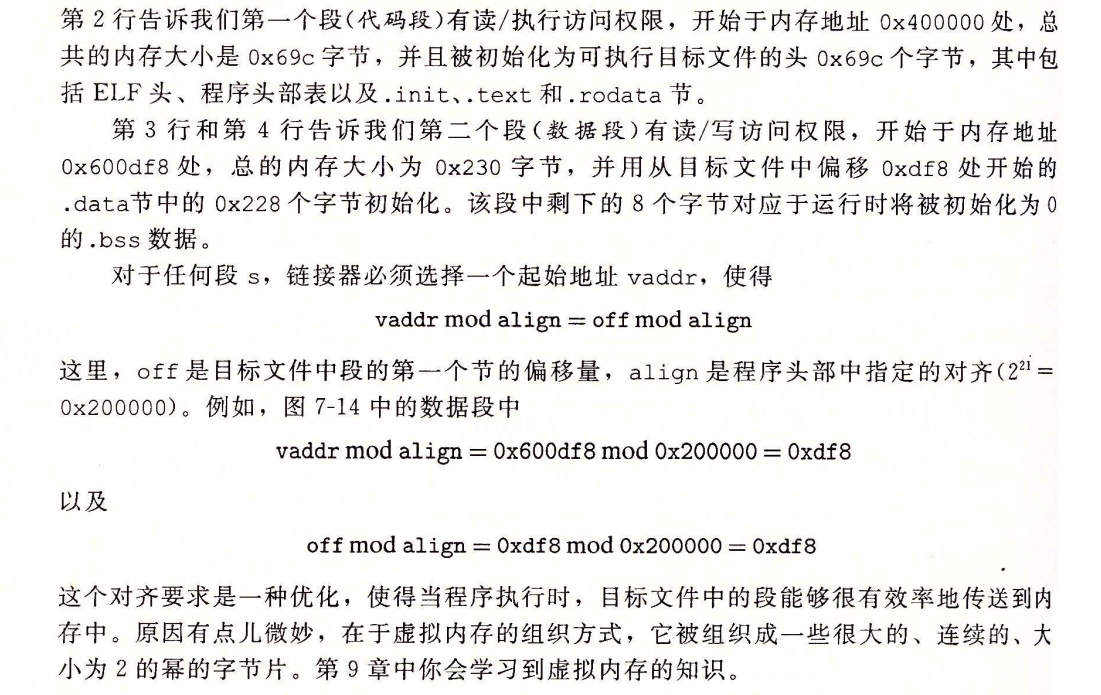 第 2 行告诉我们第一个段(代码段)有读/执行访问权限，开始于内存地址 0x400000 处，总
共的内存大小是 0x69c 字节，并且被初始化为可执行目标文件的头 0x69c 个字节，其中包
括 ELF 头、程序头部表以及.init、.text 和.rodata 节。
第 3 行和第 4 行告诉我们第二个段(数据段)有读/写访问权限，开始于内存地址
0x600df8 处，总的内存大小为 0x230 字节，并用从目标文件中偏移 0xdf8 处开始的
.data节中的 0x228 个字节初始化。该段中剩下的 8 个字节对应于运行时将被初始化为 0
的.bss 数据。
对于任何段 s，链接器必须选择一个起始地址 vaddr，使得
vaddr mod align = off mod align
这里，off 是目标文件中段的第一个节的偏移量，align 是程序头部中指定的对齐(2²¹ =
0x200000)。例如，图 7-14 中的数据段中
vaddr mod align = 0x600df8 mod 0x200000 = 0xdf8
以及
off mod align = 0xdf8 mod 0x200000 = 0xdf8
这个对齐要求是一种优化，使得当程序执行时，目标文件中的段能够很有效率地传送到内
存中。原因有点儿微妙，在于虚拟内存的组织方式，它被组织成一些很大的、连续的、大
小为 2 的幂的字节片。第 9 章中你会学习到虚拟内存的知识。